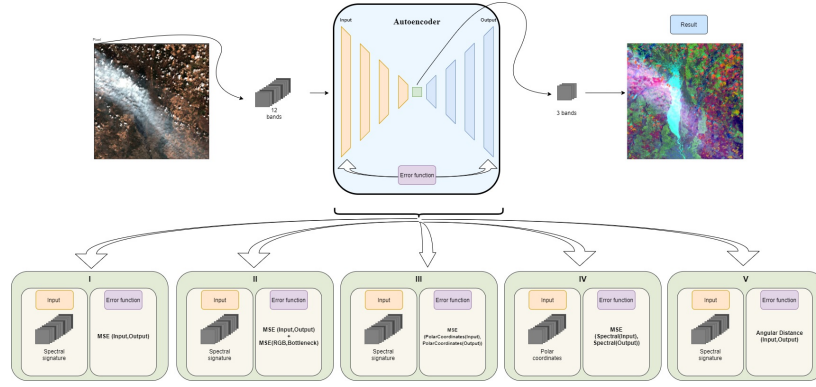 Autoencoder
Input
Output
Result
Pixel
12
bands
3 bands
Error function
I
Input
Error function
Spectral
signature
MSE (Input,Output)
II
Input
Error function
Spectral
signature
MSE (Input,Output)
+
MSE(RGB,Bottleneck)
III
Input
Error function
Spectral
signature
MSE
(PolarCoordinates(Input),
PolarCoordinates(Output))
IV
Input
Error function
Polar
coordinates
MSE
(Spectral(Input),
Spectral(Output))
V
Input
Error function
Spectral
signature
Angular Distance
(Input,Output)